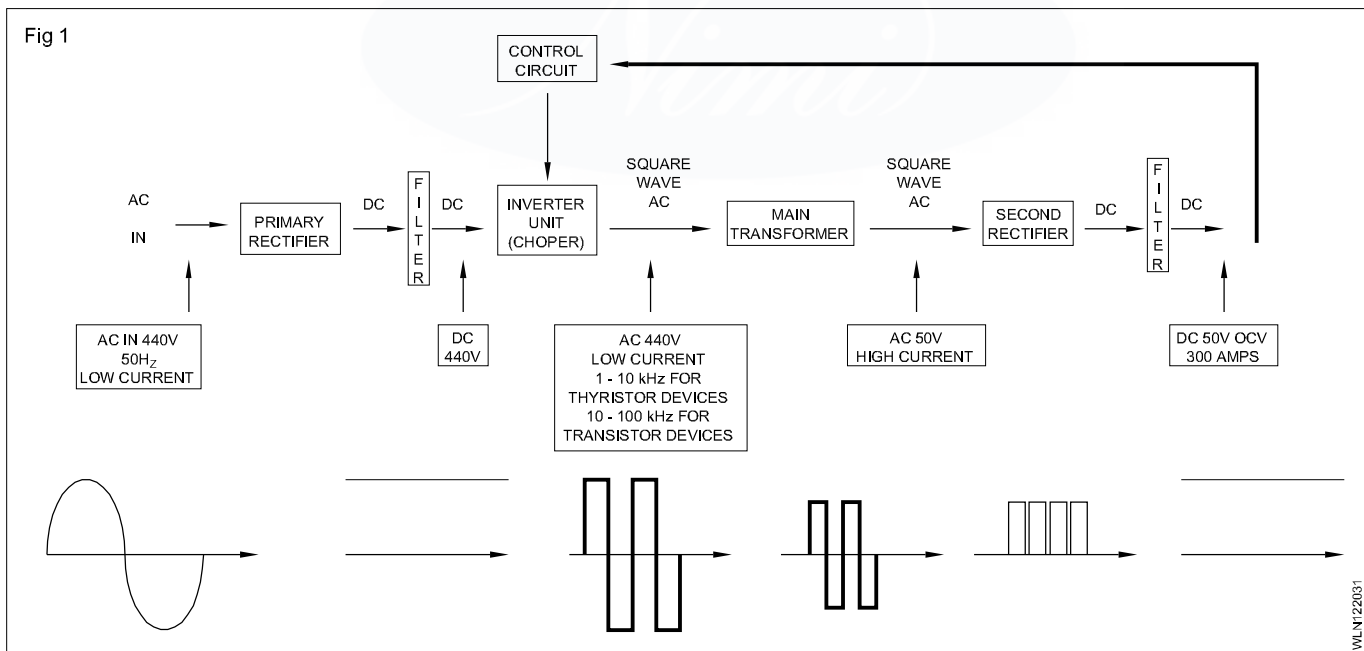 Fig 1
Nimi
CONTROL
CIRCUIT
AC
IN
PRIMARY
RECTIFIER
DC
FILTER
DC
INVERTER
UNIT
(CHOPER)
SQUARE
WAVE
AC
MAIN
TRANSFORMER
SQUARE
WAVE
AC
SECOND
RECTIFIER
DC
FILTER
DC
AC IN 440V
50Hz
LOW CURRENT
DC
440V
AC 440V
LOW CURRENT
1 - 10 kHz FOR
THYRISTOR DEVICES
10 - 100 kHz FOR
TRANSISTOR DEVICES
AC 50V
HIGH CURRENT
DC 50V OCV
300 AMPS
WLN122031